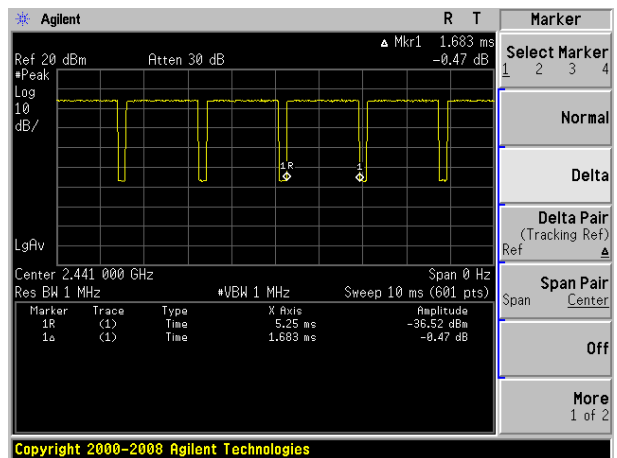 Agilent R T
Δ Mkr1 1.683 ms
Ref 20 dBm Atten 30 dB -0.47 dB
#Peak
Log
10
dB/
1R 1
LgAv
Center 2.441 000 GHz Span 0 Hz
Res BW 1 MHz #VBW 1 MHz Sweep 10 ms (601 pts)
Marker Trace Type X Axis Amplitude
1R (1) Time 5.25 ms -36.52 dBm
1Δ (1) Time 1.683 ms -0.47 dB
Copyright 2000-2008 Agilent Technologies
Marker
Select Marker
1 2 3 4
Normal
Delta
Delta Pair
(Tracking Ref)
Ref Δ
Span Pair
Span Center
Off
More
1 of 2